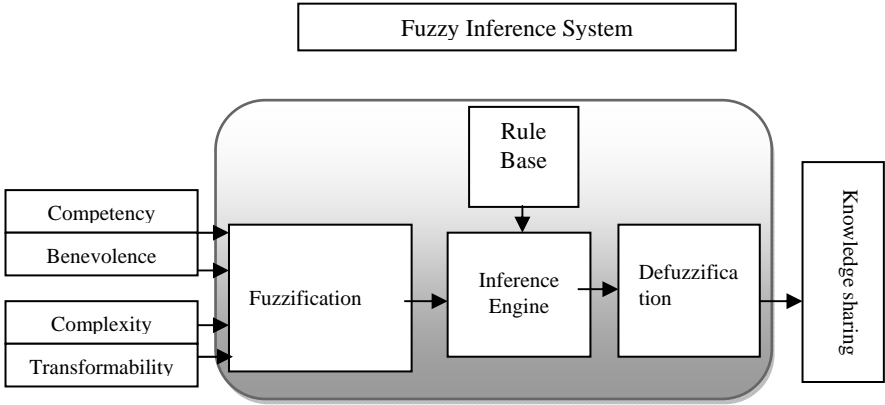 Fuzzy Inference System
Rule
Base
Competency
Benevolence
Complexity
Transformability
Fuzzification
Inference
Engine
Defuzzifica
tion
Knowledge sharing